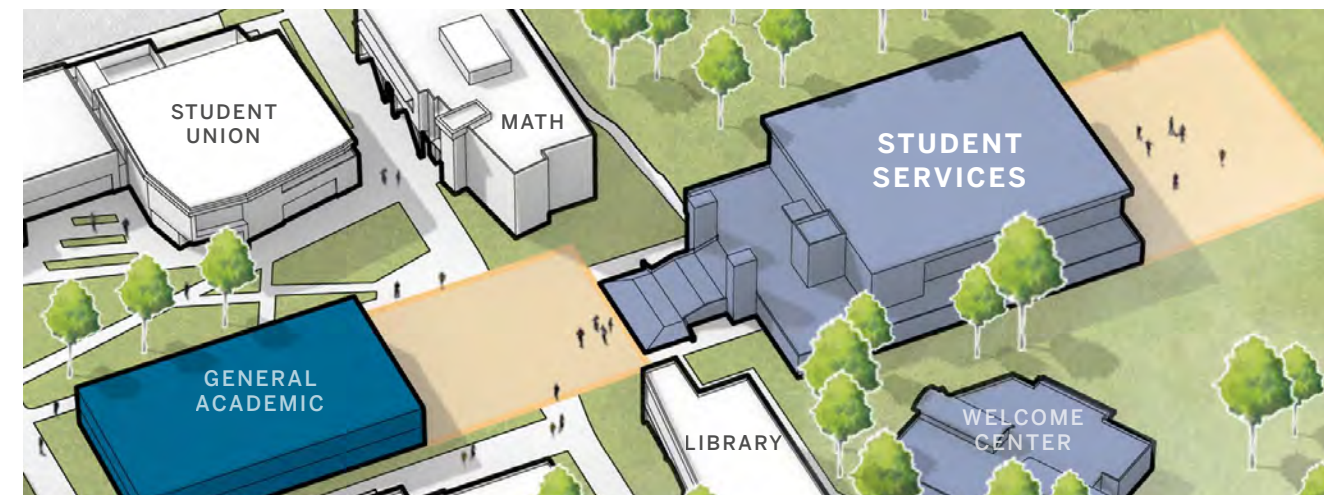 STUDENT
UNION
MATH
STUDENT
SERVICES
GENERAL
ACADEMIC
LIBRARY
WELCOME
CENTER